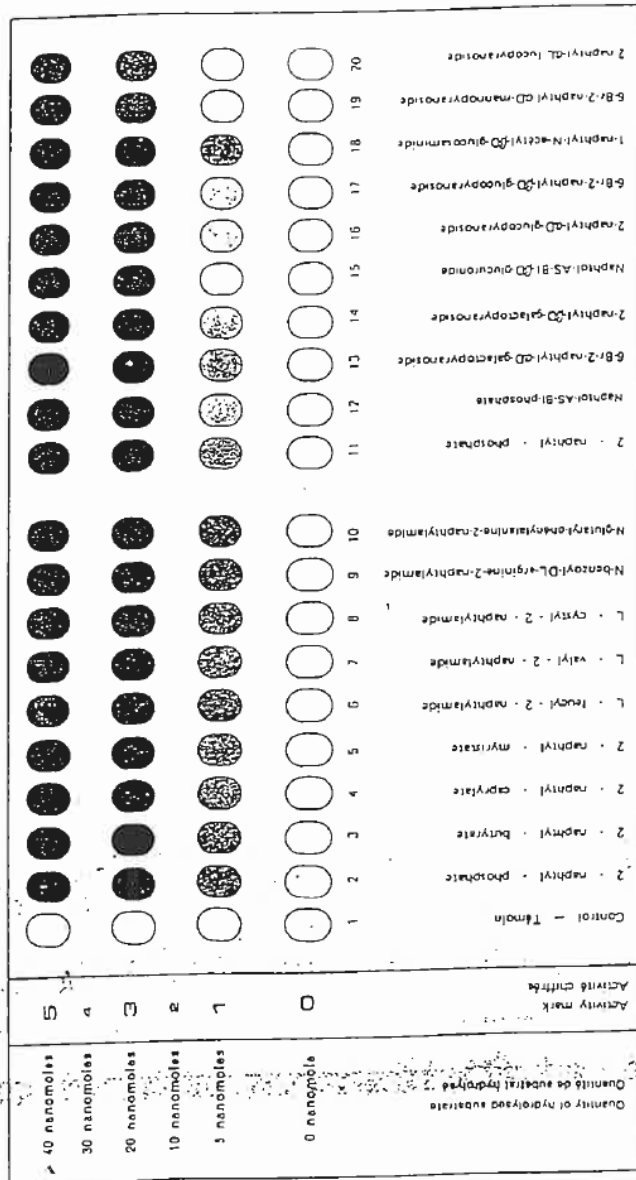 Quantity of hydrolysed substrate
Quantité de substrat hydrolysé
0 nanomole
5 nanomoles
10 nanomoles
20 nanomoles
30 nanomoles
≥ 40 nanomoles
Activity mark
Activité chiffrée
0 1 2 3 4 5
Control — Témoin 1
2 - naphtyl - phosphate 2
2 - naphtyl - butyrate 3
2 - naphtyl - caprylate 4
2 - naphtyl - myristate 5
L - leucyl - 2 - naphtylamide 6
L - valyl - 2 - naphtylamide 7
L - cystyl - 2 - naphtylamide 8
N-benzoyl-DL-arginine-2-naphtylamide 9
N-glutaryl-phenylalanine-2-naphtylamide 10
2 - naphtyl - phosphate 11
Naphtol-AS-BI-phosphate 12
6-Br-2-naphtyl-αD-galactopyranoside 13
2-naphtyl-βD-galactopyranoside 14
Naphtol-AS-BI-βD-glucuronide 15
2-naphtyl-αD-glucopyranoside 16
6-Br-2-naphtyl-βD-glucopyranoside 17
1-naphtyl-N-acétyl-βD-glucosaminide 18
6-Br-2-naphtyl-αD-mannopyranoside 19
2-naphtyl-αL fucopyranoside 20